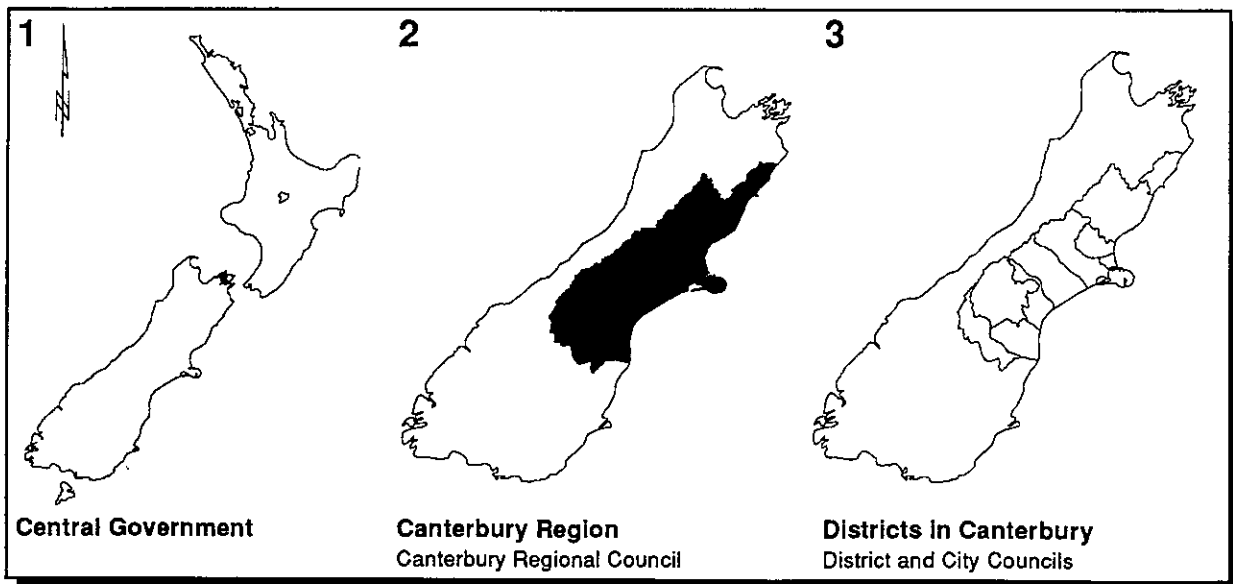 1
2
3
Central Government
Canterbury Region
Canterbury Regional Council
Districts in Canterbury
District and City Councils